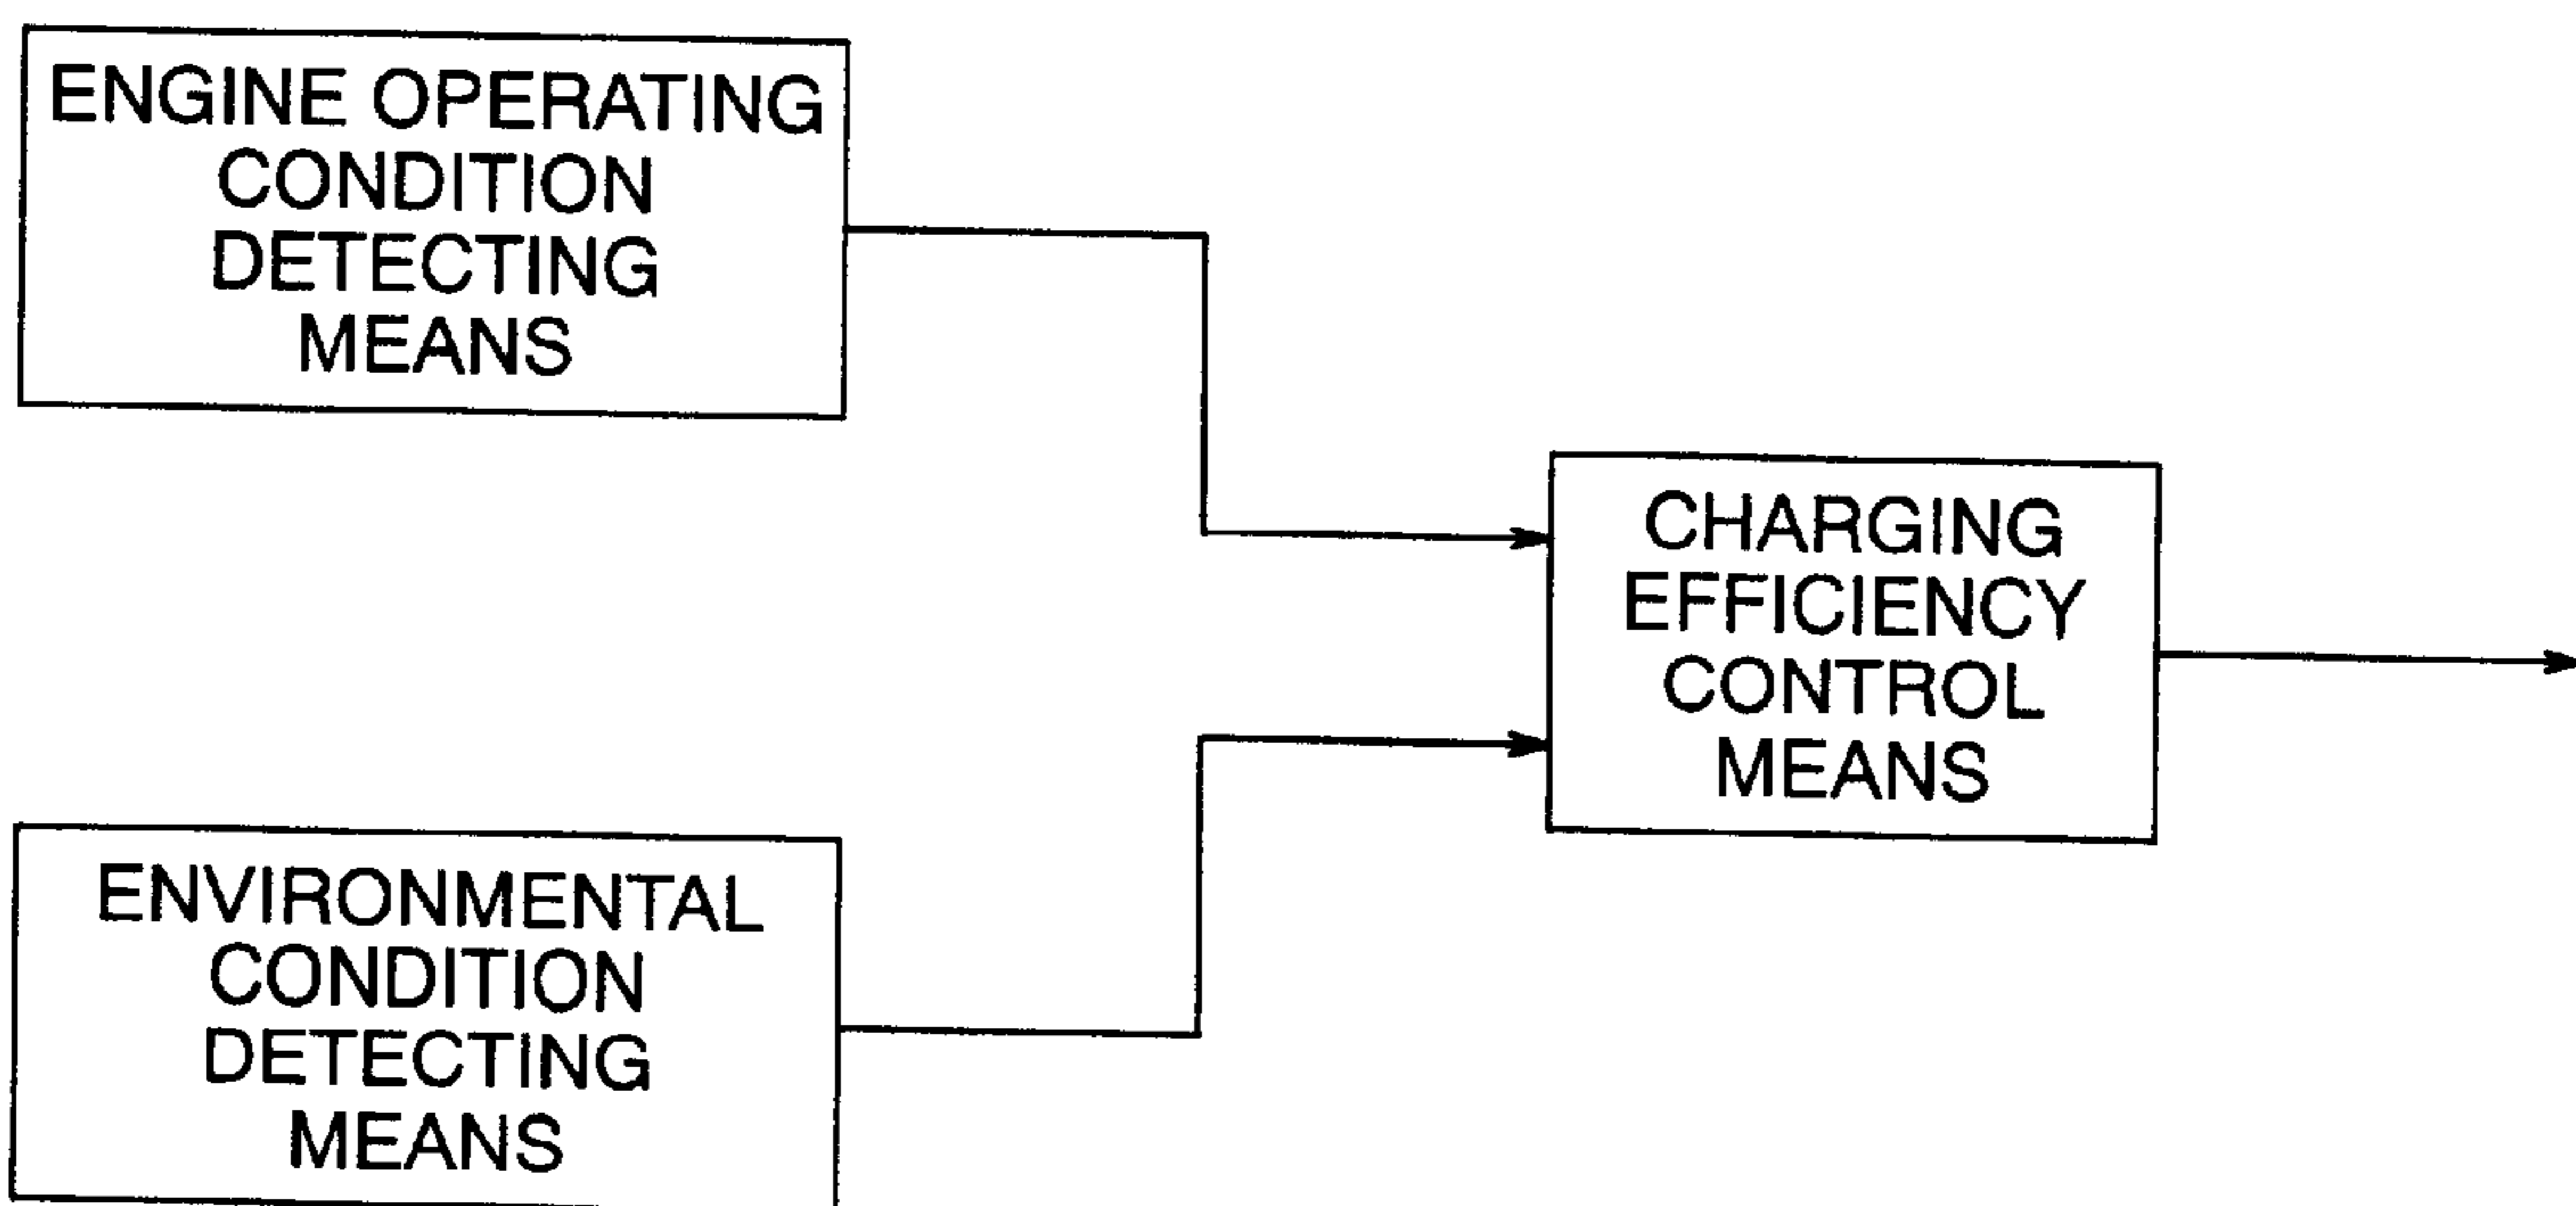 ENGINE OPERATING
CONDITION
DETECTING
MEANS
CHARGING
EFFICIENCY
CONTROL
MEANS
ENVIRONMENTAL
CONDITION
DETECTING
MEANS